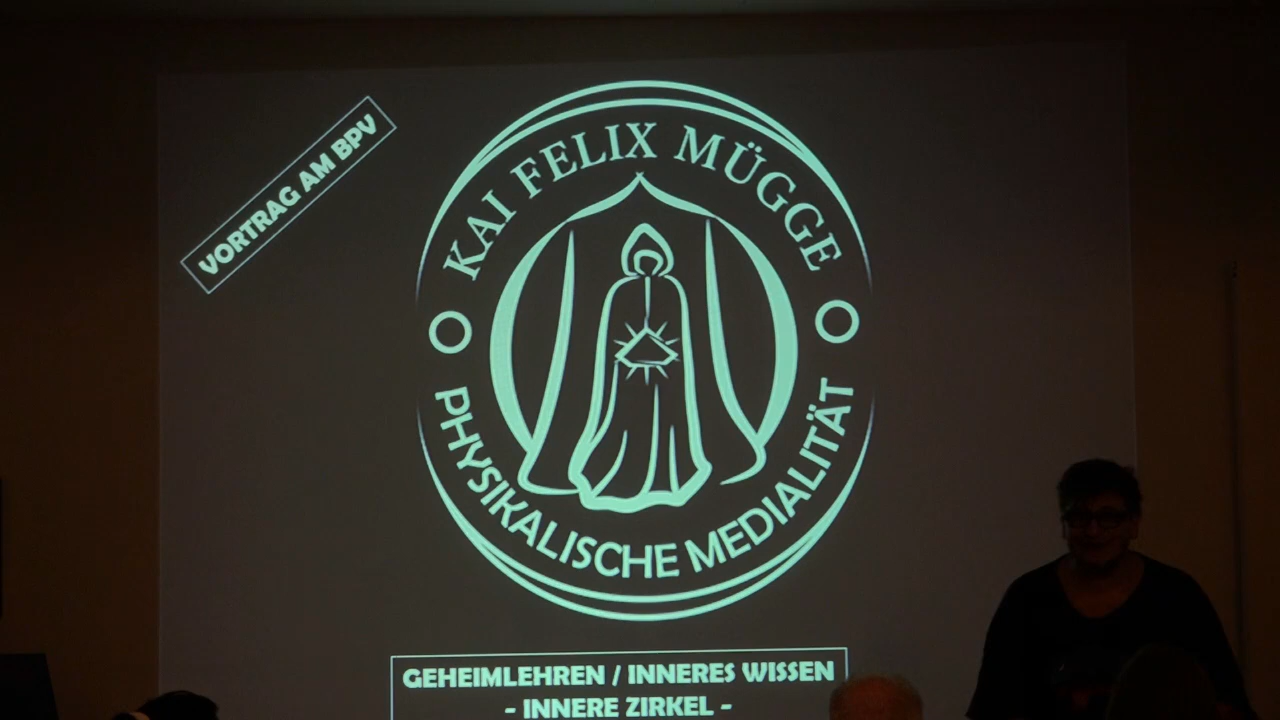 VORTRAG AM BPV
KAI FELIX MÜGGE
PHYSIKALISCHE MEDIALITÄT
GEHEIMLEHREN / INNERES WISSEN
- INNERE ZIRKEL -